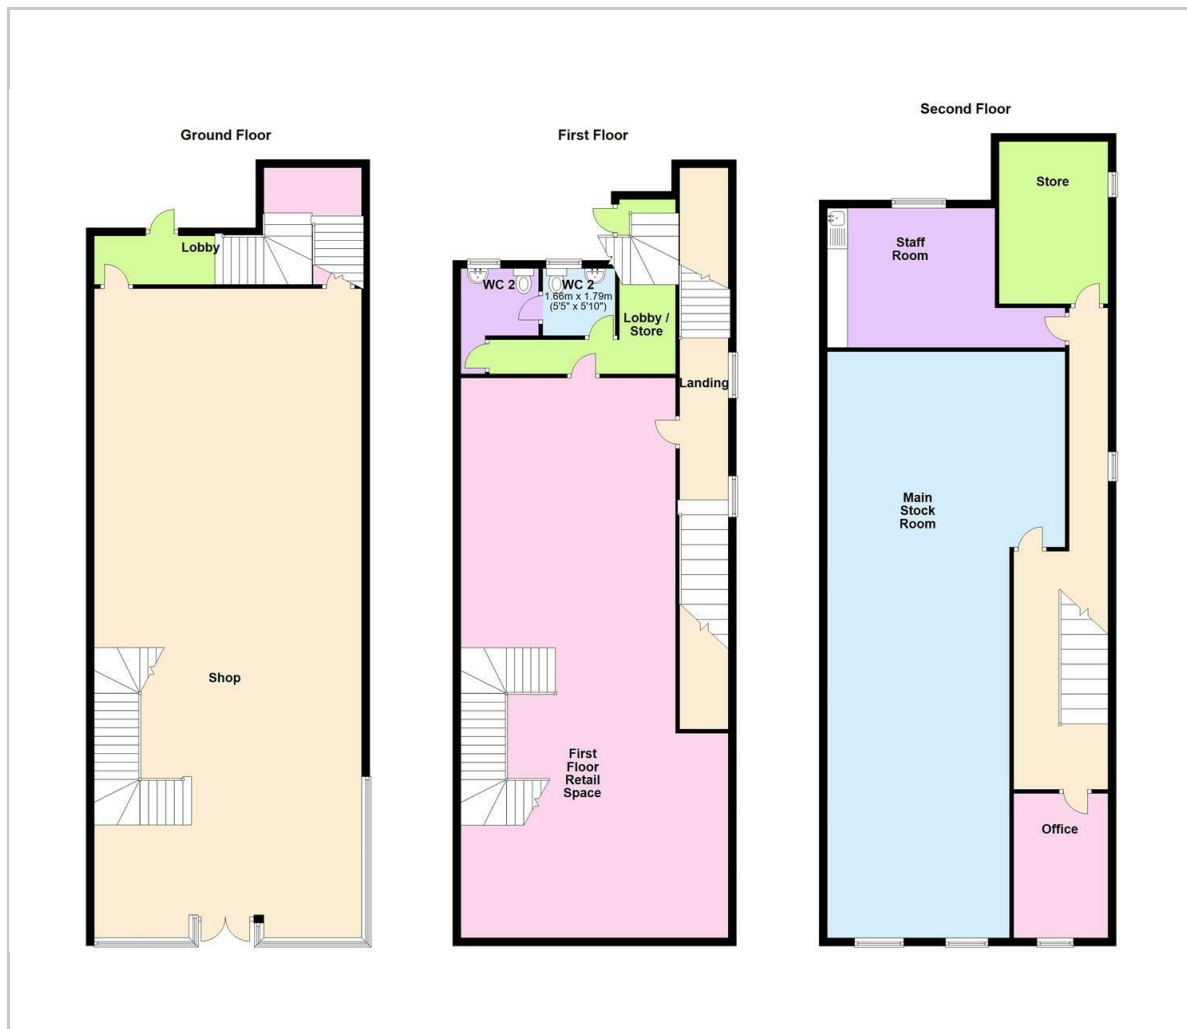 Ground Floor
Lobby
Shop
First Floor
WC 2
WC 2
1.66m x 1.79m
(5'5" x 5'10")
Lobby /
Store
Landing
First
Floor
Retail
Space
Second Floor
Store
Staff
Room
Main
Stock
Room
Office